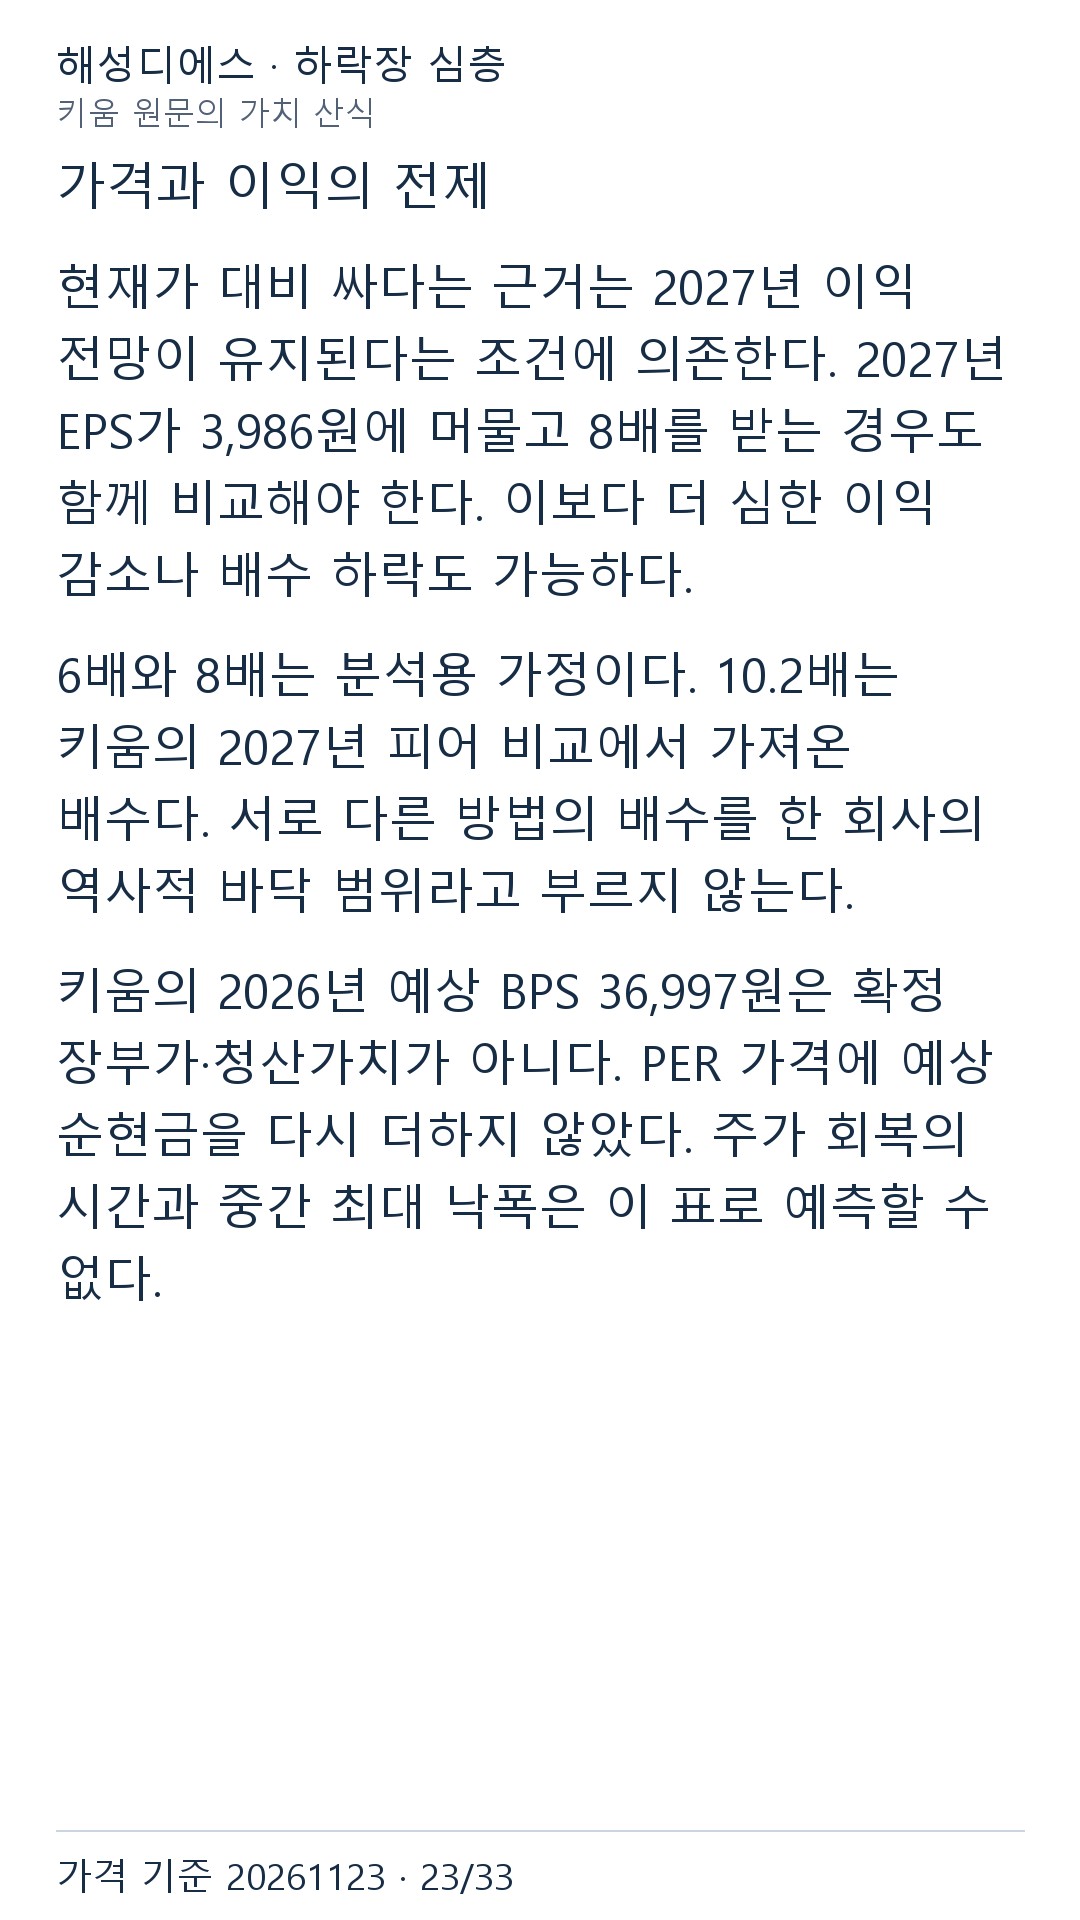 해성디에스 · 하락장 심층
키움 원문의 가치 산식
가격과 이익의 전제
현재가 대비 싸다는 근거는 2027년 이익
전망이 유지된다는 조건에 의존한다. 2027년
EPS가 3,986원에 머물고 8배를 받는 경우도
함께 비교해야 한다. 이보다 더 심한 이익
감소나 배수 하락도 가능하다.
6배와 8배는 분석용 가정이다. 10.2배는
키움의 2027년 피어 비교에서 가져온
배수다. 서로 다른 방법의 배수를 한 회사의
역사적 바닥 범위라고 부르지 않는다.
키움의 2026년 예상 BPS 36,997원은 확정
장부가·청산가치가 아니다. PER 가격에 예상
순현금을 다시 더하지 않았다. 주가 회복의
시간과 중간 최대 낙폭은 이 표로 예측할 수
없다.
가격 기준 20261123 · 23/33